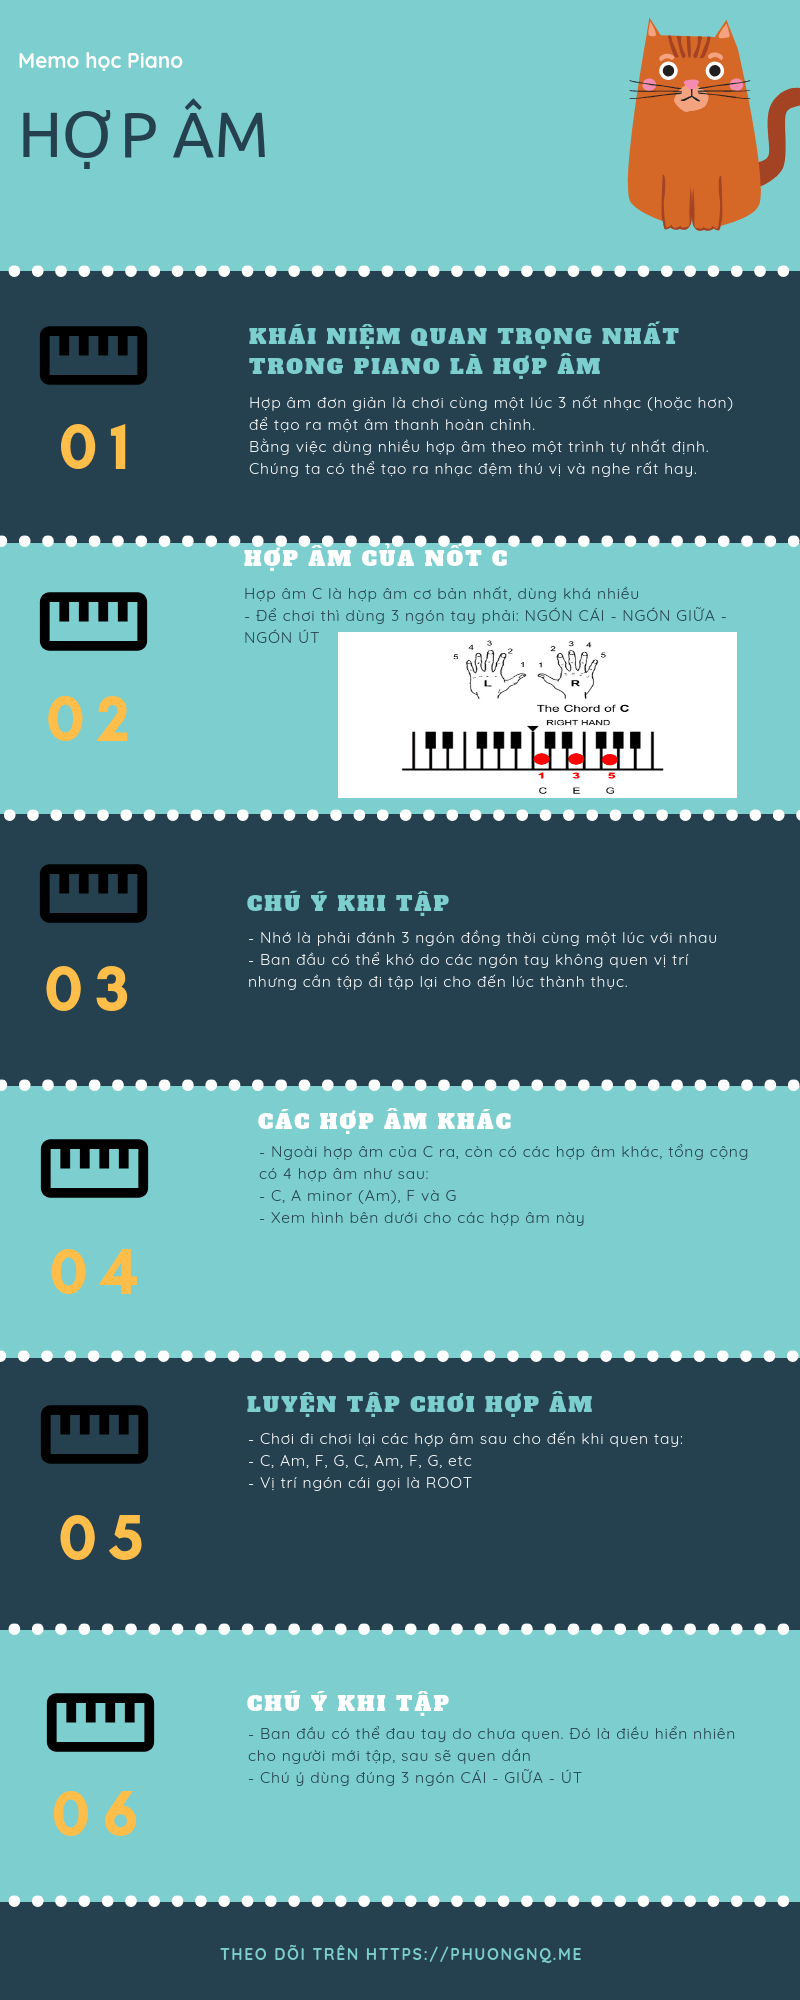 Memo học Piano
HỢP ÂM
01
KHÁI NIỆM QUAN TRỌNG NHẤT
TRONG PIANO LÀ HỢP ÂM
Hợp âm đơn giản là chơi cùng một lúc 3 nốt nhạc (hoặc hơn)
để tạo ra một âm thanh hoàn chỉnh.
Bằng việc dùng nhiều hợp âm theo một trình tự nhất định.
Chúng ta có thể tạo ra nhạc đệm thú vị và nghe rất hay.
02
HỢP ÂM CỦA NỐT C
Hợp âm C là hợp âm cơ bản nhất, dùng khá nhiều
- Để chơi thì dùng 3 ngón tay phải: NGÓN CÁI - NGÓN GIỮA -
NGÓN ÚT
5 4 3 2 1 1 2 3 4 5
L R
The Chord of C
RIGHT HAND
1 3 5
C E G
03
CHÚ Ý KHI TẬP
- Nhớ là phải đánh 3 ngón đồng thời cùng một lúc với nhau
- Ban đầu có thể khó do các ngón tay không quen vị trí
nhưng cần tập đi tập lại cho đến lúc thành thục.
04
CÁC HỢP ÂM KHÁC
- Ngoài hợp âm của C ra, còn có các hợp âm khác, tổng cộng
có 4 hợp âm như sau:
- C, A minor (Am), F và G
- Xem hình bên dưới cho các hợp âm này
05
LUYỆN TẬP CHƠI HỢP ÂM
- Chơi đi chơi lại các hợp âm sau cho đến khi quen tay:
- C, Am, F, G, C, Am, F, G, etc
- Vị trí ngón cái gọi là ROOT
06
CHÚ Ý KHI TẬP
- Ban đầu có thể đau tay do chưa quen. Đó là điều hiển nhiên
cho người mới tập, sau sẽ quen dần
- Chú ý dùng đúng 3 ngón CÁI - GIỮA - ÚT
THEO DÕI TRÊN HTTPS://PHUONGNQ.ME